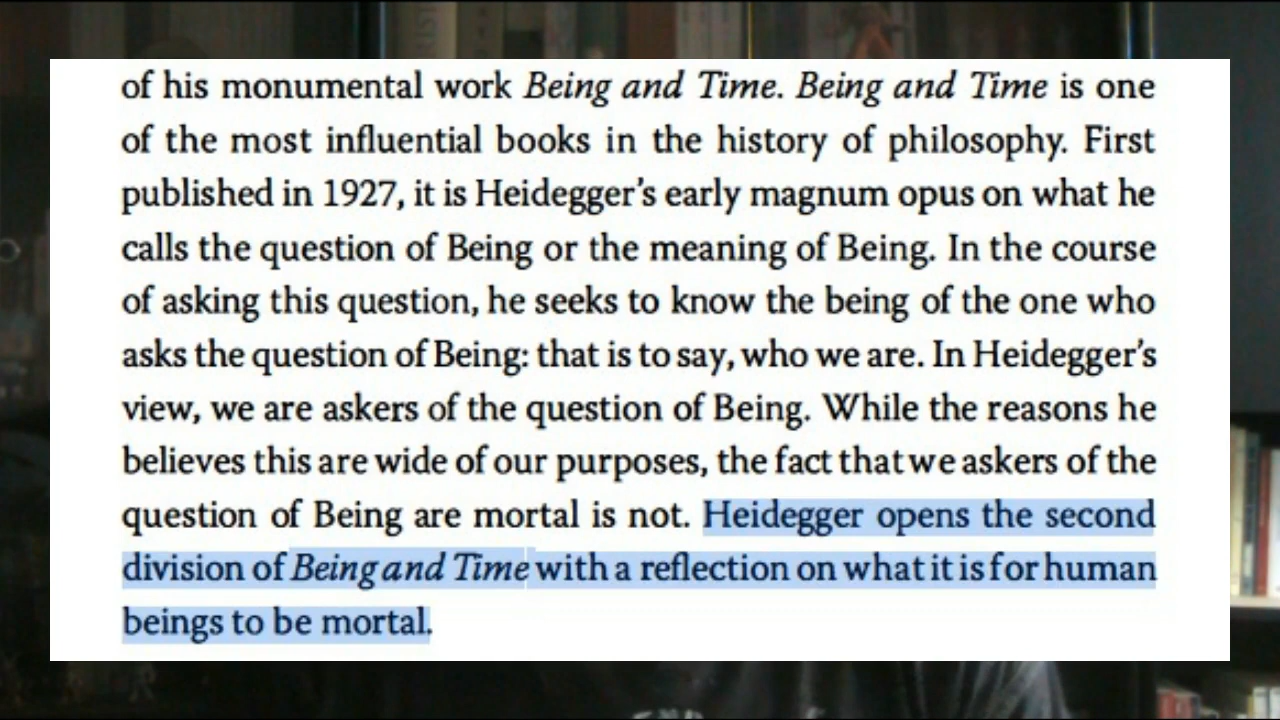 of his monumental work Being and Time. Being and Time is one
of the most influential books in the history of philosophy. First
published in 1927, it is Heidegger’s early magnum opus on what he
calls the question of Being or the meaning of Being. In the course
of asking this question, he seeks to know the being of the one who
asks the question of Being: that is to say, who we are. In Heidegger’s
view, we are askers of the question of Being. While the reasons he
believes this are wide of our purposes, the fact that we askers of the
question of Being are mortal is not. Heidegger opens the second
division of Being and Time with a reflection on what it is for human
beings to be mortal.